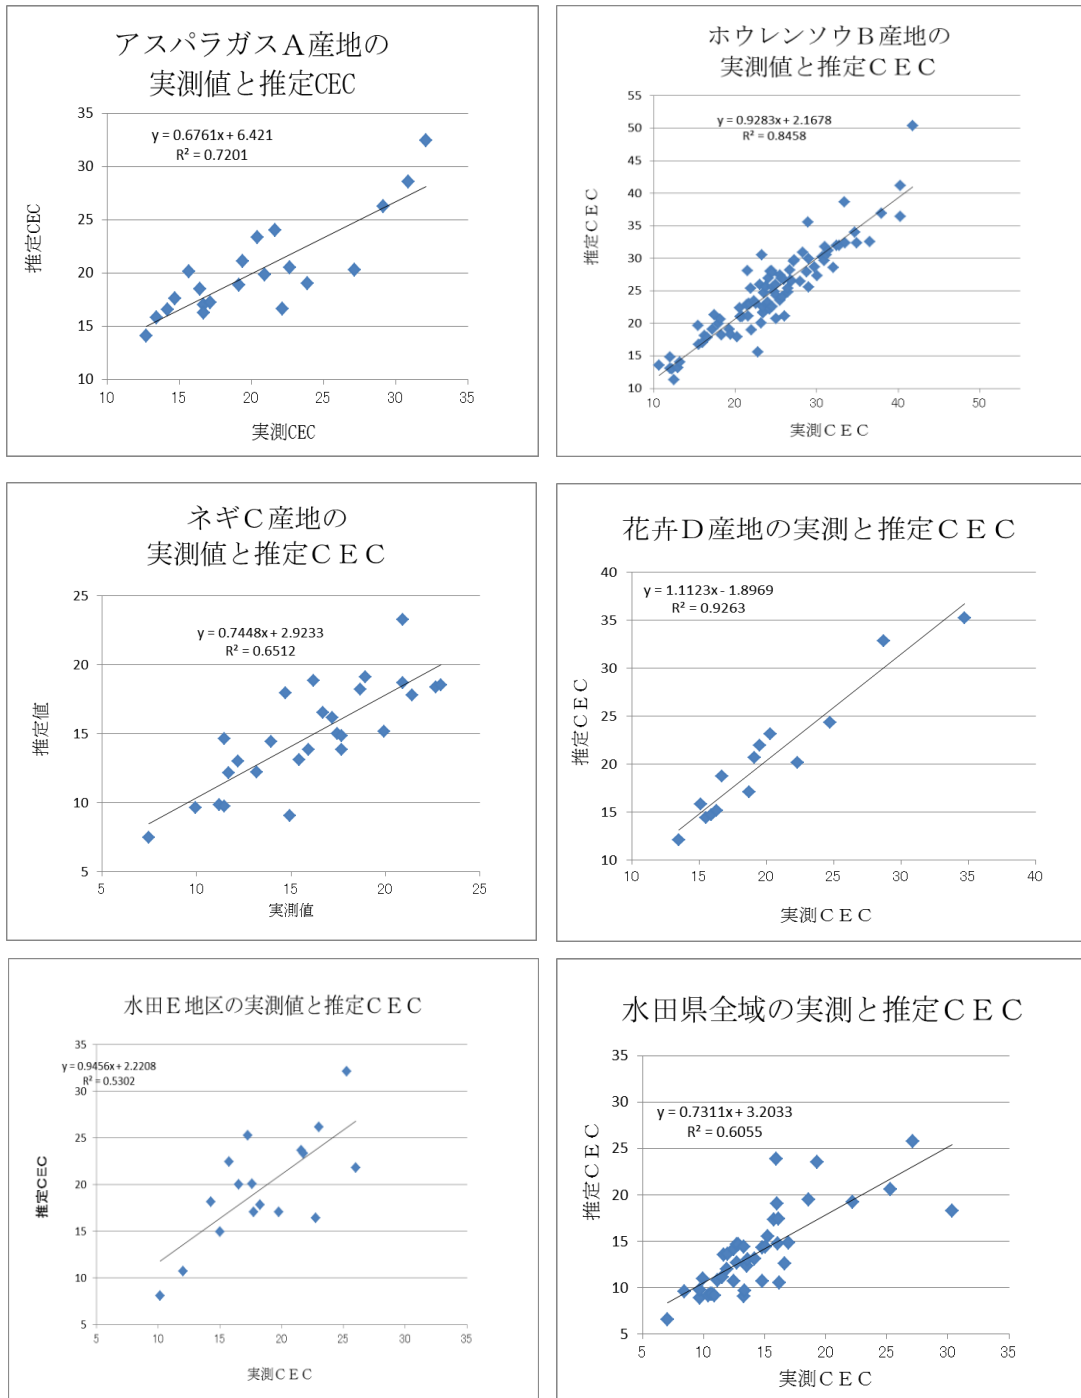 アスパラガスＡ産地の
実測値と推定CEC
y = 0.6761x + 6.421
R² = 0.7201
35
30
25
20
15
10
推定CEC
10 15 20 25 30 35
実測CEC
ホウレンソウＢ産地の
実測値と推定ＣＥＣ
y = 0.9283x + 2.1678
R² = 0.8458
55
50
45
40
35
30
25
20
15
10
推定ＣＥＣ
10 20 30 40 50
実測ＣＥＣ
ネギＣ産地の
実測値と推定ＣＥＣ
y = 0.7448x + 2.9233
R² = 0.6512
25
20
15
10
5
推定値
5 10 15 20 25
実測値
花卉Ｄ産地の実測と推定ＣＥＣ
y = 1.1123x - 1.8969
R² = 0.9263
40
35
30
25
20
15
10
推定ＣＥＣ
10 15 20 25 30 35 40
実測ＣＥＣ
水田Ｅ地区の実測値と推定ＣＥＣ
y = 0.9456x + 2.2208
R² = 0.5302
35
30
25
20
15
10
5
推定CEC
5 10 15 20 25 30 35
実測ＣＥＣ
水田県全域の実測と推定ＣＥＣ
y = 0.7311x + 3.2033
R² = 0.6055
35
30
25
20
15
10
5
推定ＣＥＣ
5 10 15 20 25 30 35
実測ＣＥＣ